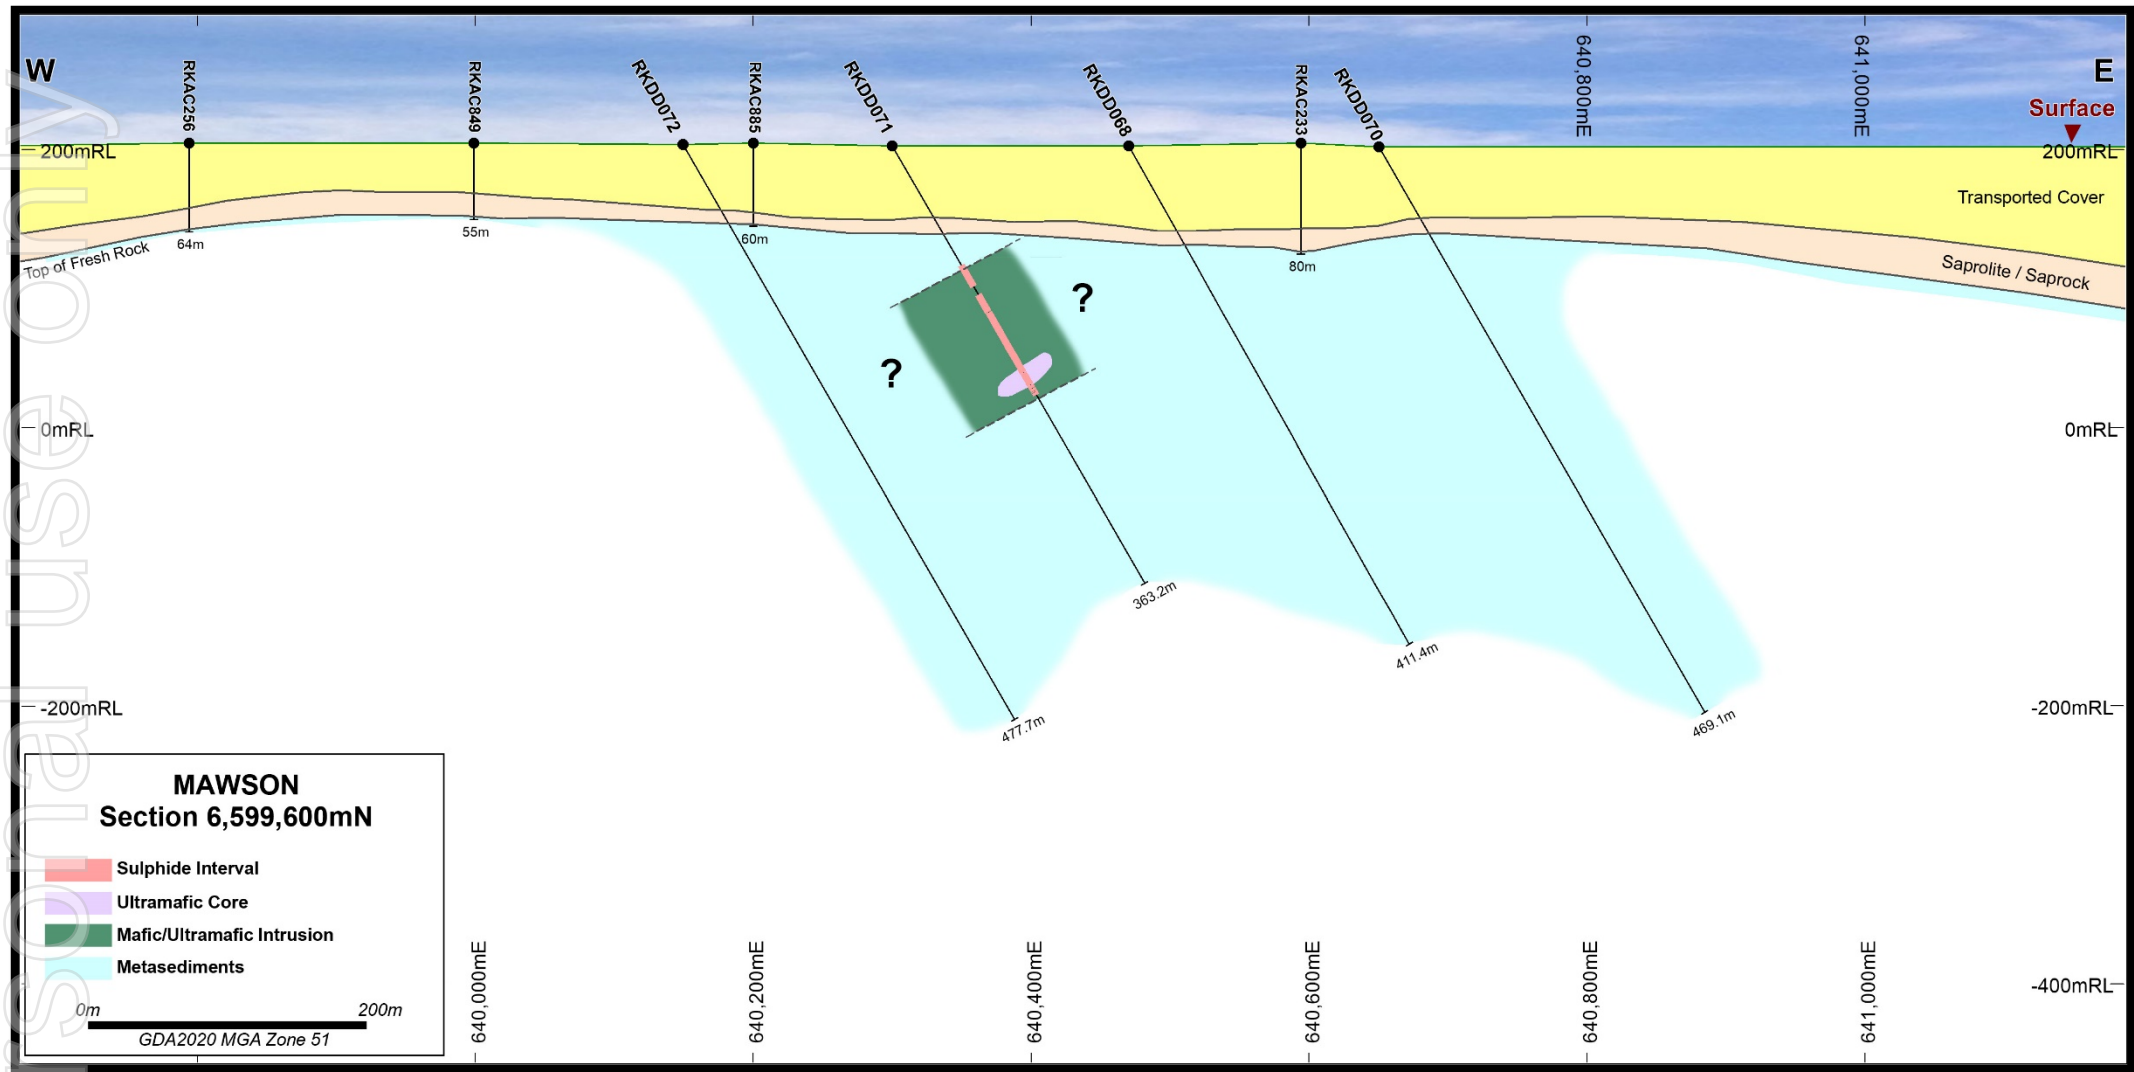 W
E
RKAC256
RKAC849
RKDD072
RKAC885
RKDD071
RKDD068
RKAC233
RKDD070
640,800mE
641,000mE
Surface
200mRL
200mRL
Transported Cover
64m
55m
60m
80m
Top of Fresh Rock
Saprolite / Saprock
?
?
0mRL
0mRL
363.2m
411.4m
477.7m
469.1m
-200mRL
-200mRL
-400mRL
MAWSON
Section 6,599,600mN
Sulphide Interval
Ultramafic Core
Mafic/Ultramafic Intrusion
Metasediments
0m
200m
GDA2020 MGA Zone 51
640,000mE
640,200mE
640,400mE
640,600mE
640,800mE
641,000mE
sonal use only